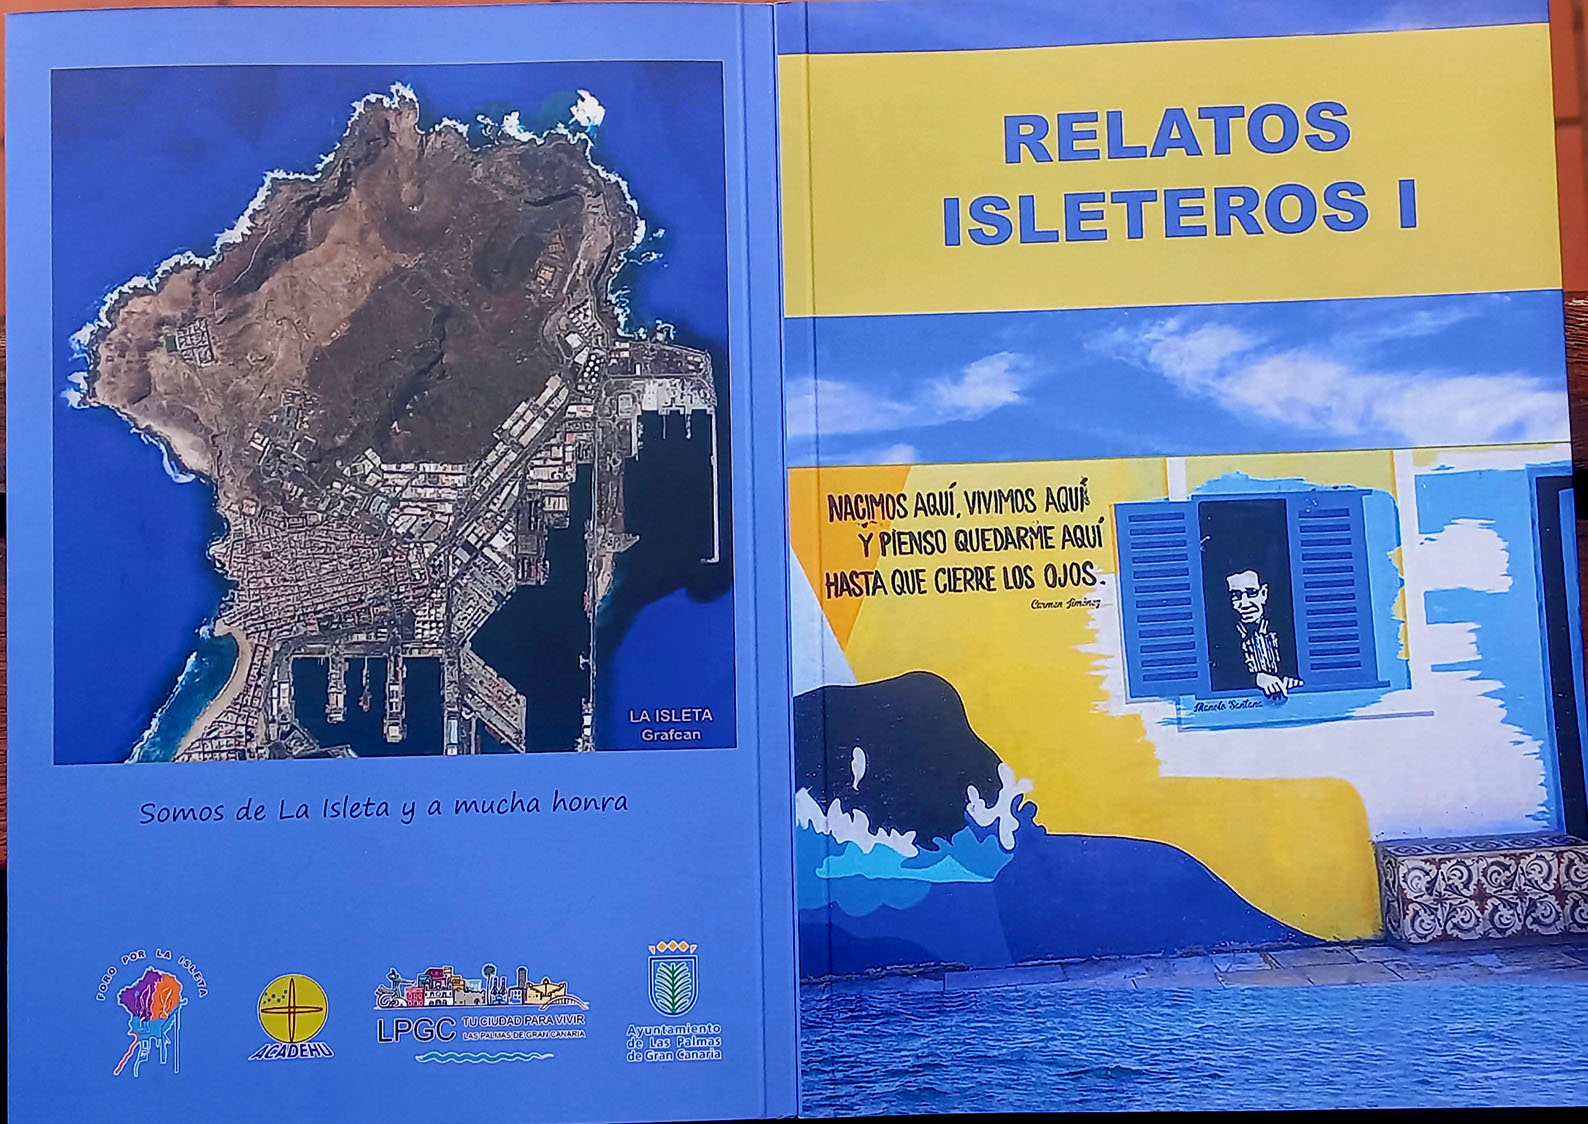 LA ISLETA
Grafcan
Somos de La Isleta y a mucha honra
FORO POR LA ISLETA
ACADEHU
LPGC TU CIUDAD PARA VIVIR
LAS PALMAS DE GRAN CANARIA
Ayuntamiento
de Las Palmas
de Gran Canaria
RELATOS
ISLETEROS I
NACIMOS AQUÍ, VIVIMOS AQUÍ
Y PIENSO QUEDARME AQUÍ
HASTA QUE CIERRE LOS OJOS.
Carmen Jiménez
Manolo Santana